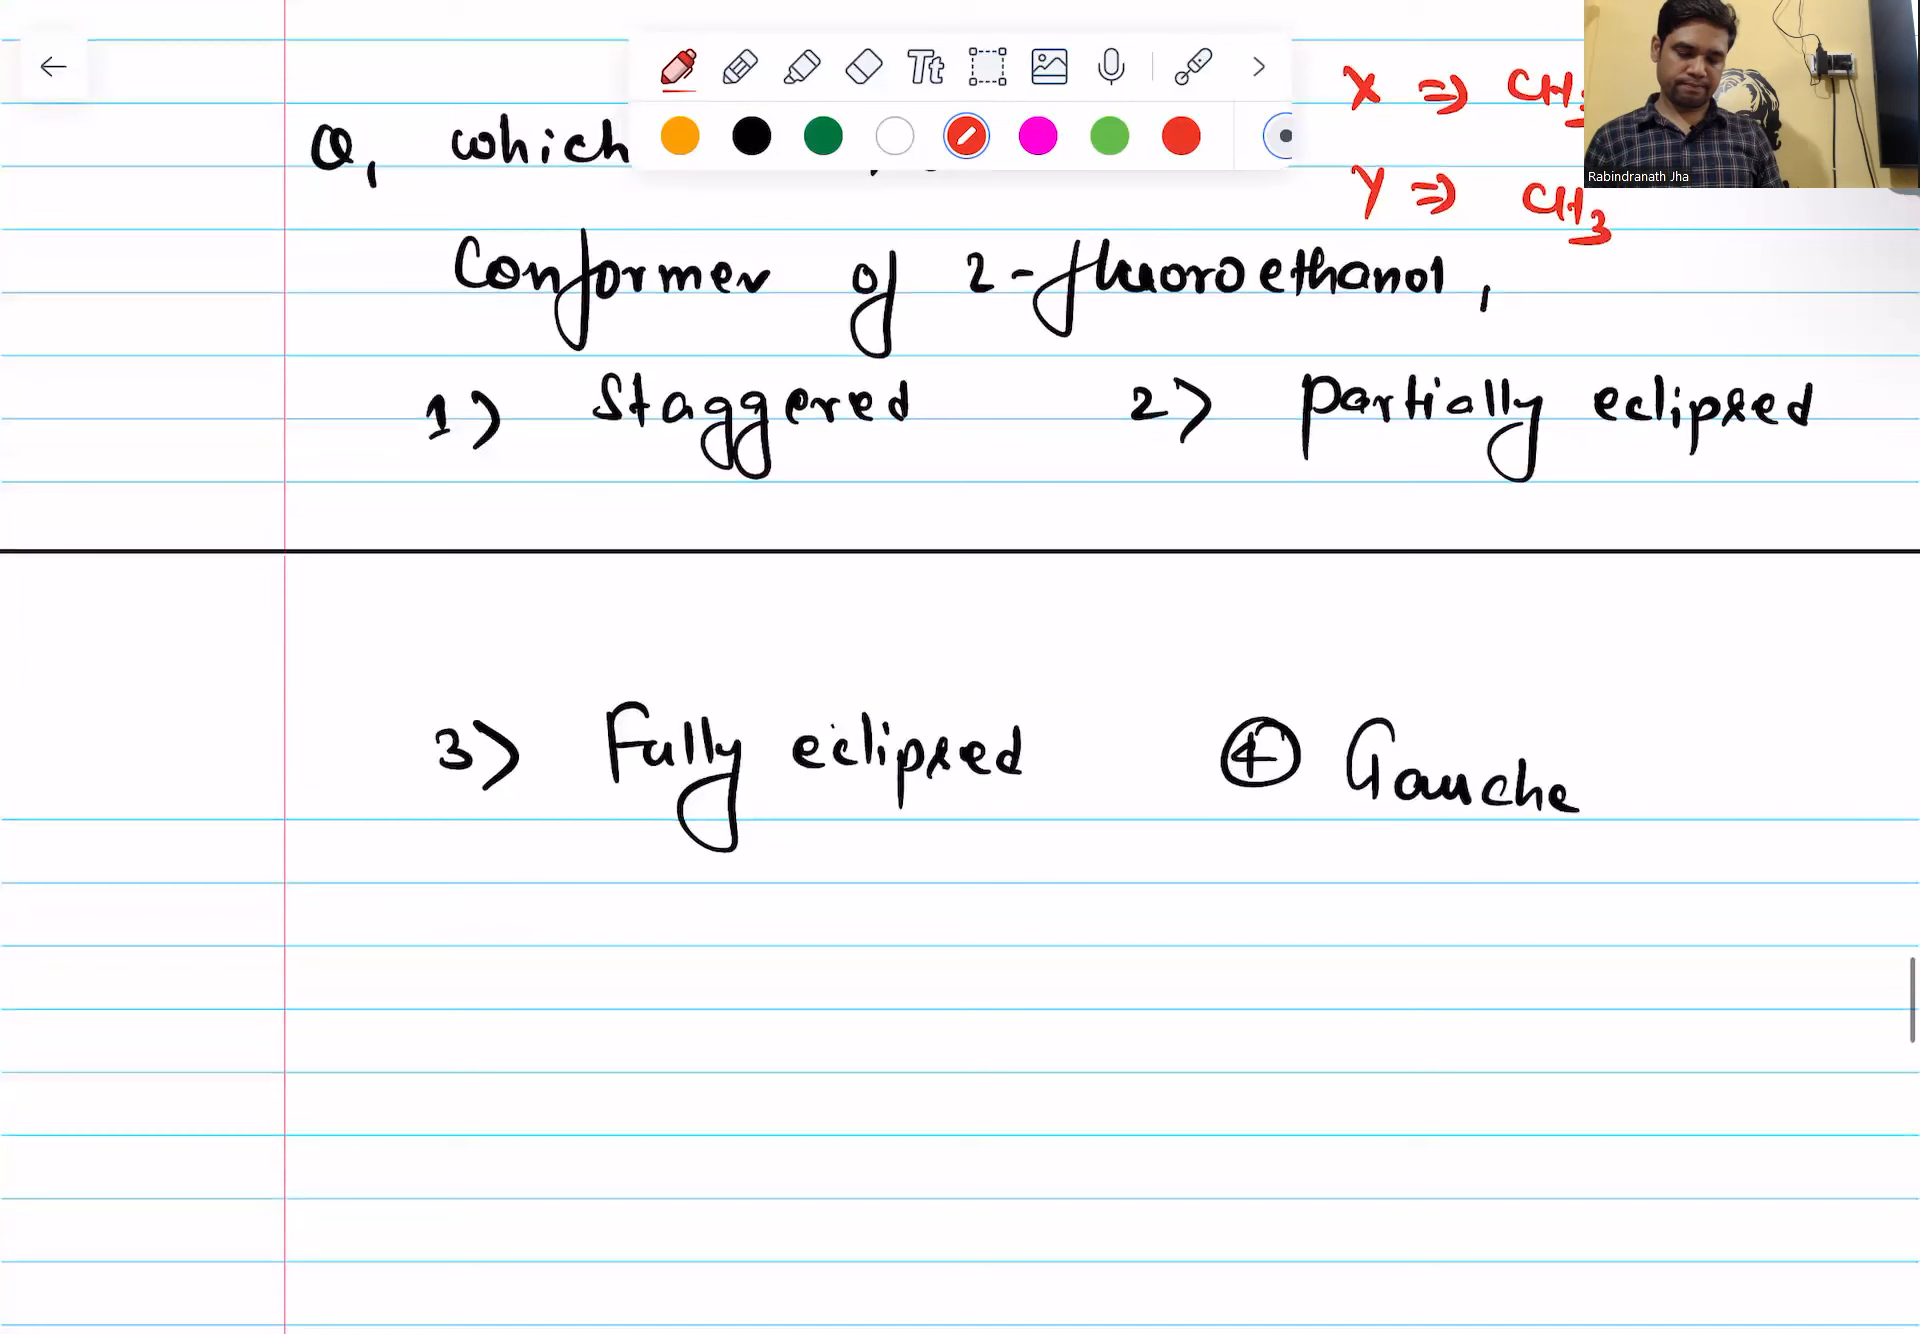 Tt
X ⇒ CH
Q, which
Rabindranath Jha
Y ⇒ CH3
Conformer of 2-fluoroethanol,
1) Staggered 2) Partially eclipsed
3) Fully eclipsed ④ Gauche